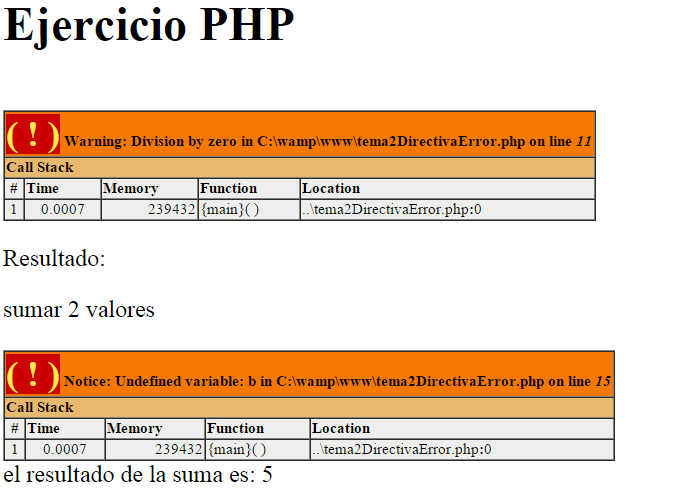 Ejercicio PHP
( ! ) Warning: Division by zero in C:\wamp\www\tema2DirectivaError.php on line 11
Call Stack
# Time Memory Function Location
1 0.0007 239432 {main}( ) ..\tema2DirectivaError.php:0
Resultado:
sumar 2 valores
( ! ) Notice: Undefined variable: b in C:\wamp\www\tema2DirectivaError.php on line 15
Call Stack
# Time Memory Function Location
1 0.0007 239432 {main}( ) ..\tema2DirectivaError.php:0
el resultado de la suma es: 5